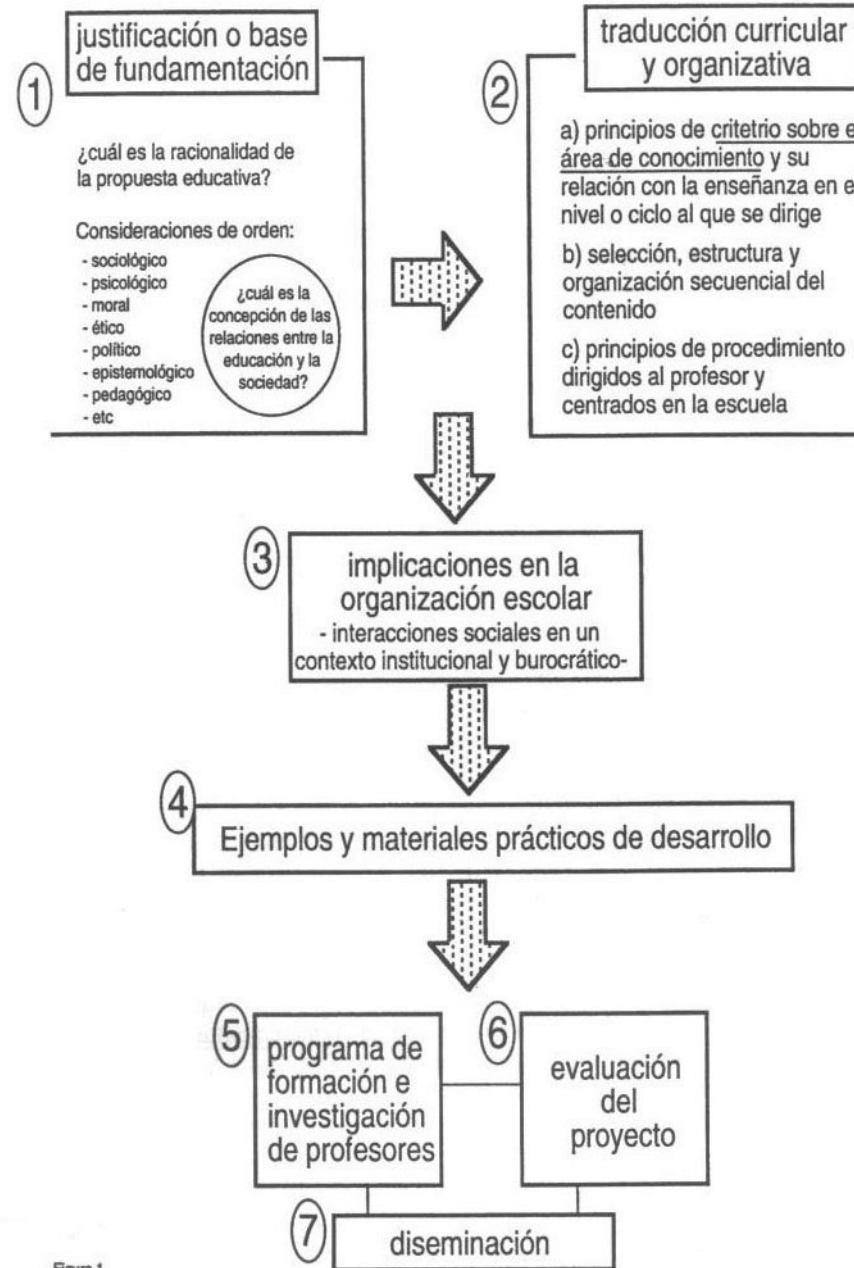 1
justificación o base
de fundamentación
¿cuál es la racionalidad de
la propuesta educativa?
Consideraciones de orden:
- sociológico
- psicológico
- moral
- ético
- político
- epistemológico
- pedagógico
- etc
¿cuál es la
concepción de las
relaciones entre la
educación y la
sociedad?
2
traducción curricular
y organizativa
a) principios de critetrio sobre e
área de conocimiento y su
relación con la enseñanza en e
nivel o ciclo al que se dirige
b) selección, estructura y
organización secuencial del
contenido
c) principios de procedimiento
dirigidos al profesor y
centrados en la escuela
3
implicaciones en la
organización escolar
- interacciones sociales en un
contexto institucional y burocrático-
4
Ejemplos y materiales prácticos de desarrollo
5
programa de
formación e
investigación
de profesores
6
evaluación
del
proyecto
7
diseminación